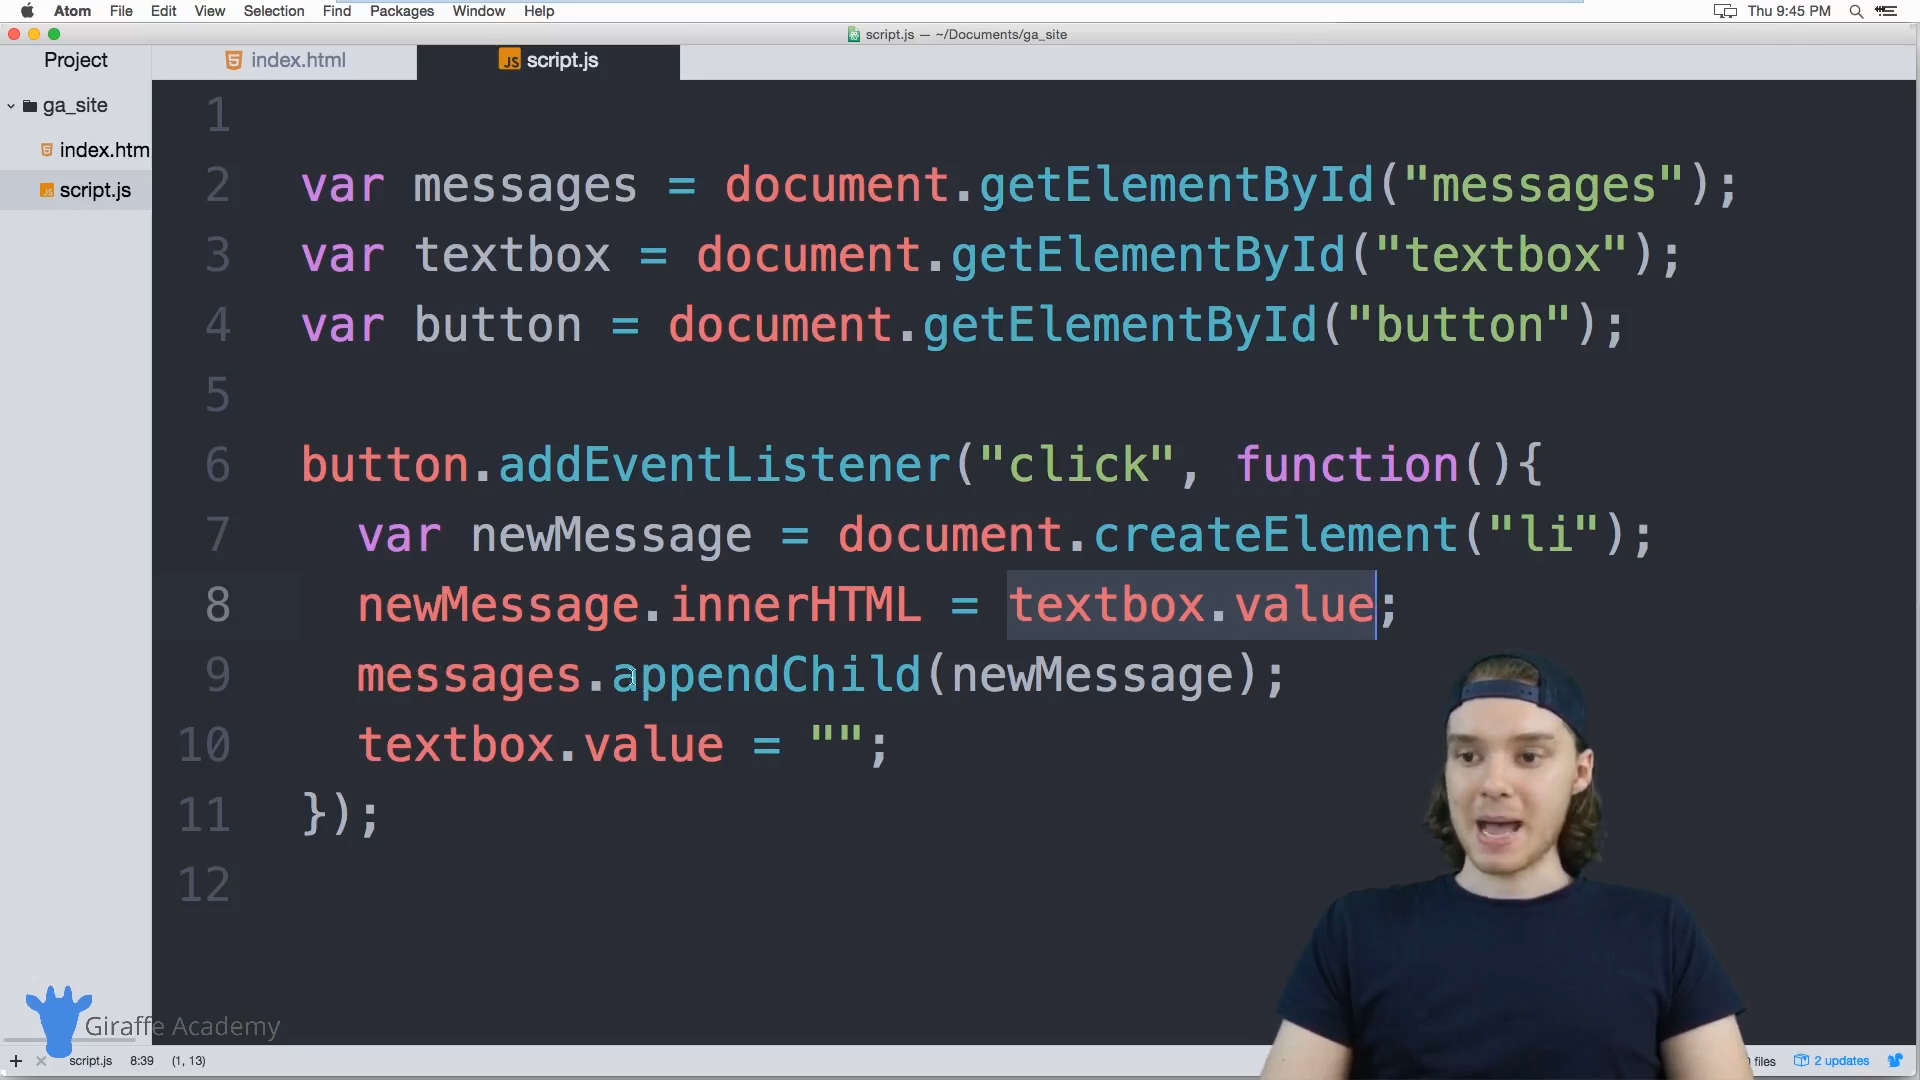 Atom File Edit View Selection Find Packages Window Help Thu 9:45 PM
script.js — ~/Documents/ga_site
Project
index.html
script.js
ga_site
index.htm
script.js
1
2 var messages = document.getElementById("messages");
3 var textbox = document.getElementById("textbox");
4 var button = document.getElementById("button");
5
6 button.addEventListener("click", function(){
7 var newMessage = document.createElement("li");
8 newMessage.innerHTML = textbox.value;
9 messages.appendChild(newMessage);
10 textbox.value = "";
11 });
12
Giraffe Academy
script.js 8:39 (1, 13) files 2 updates